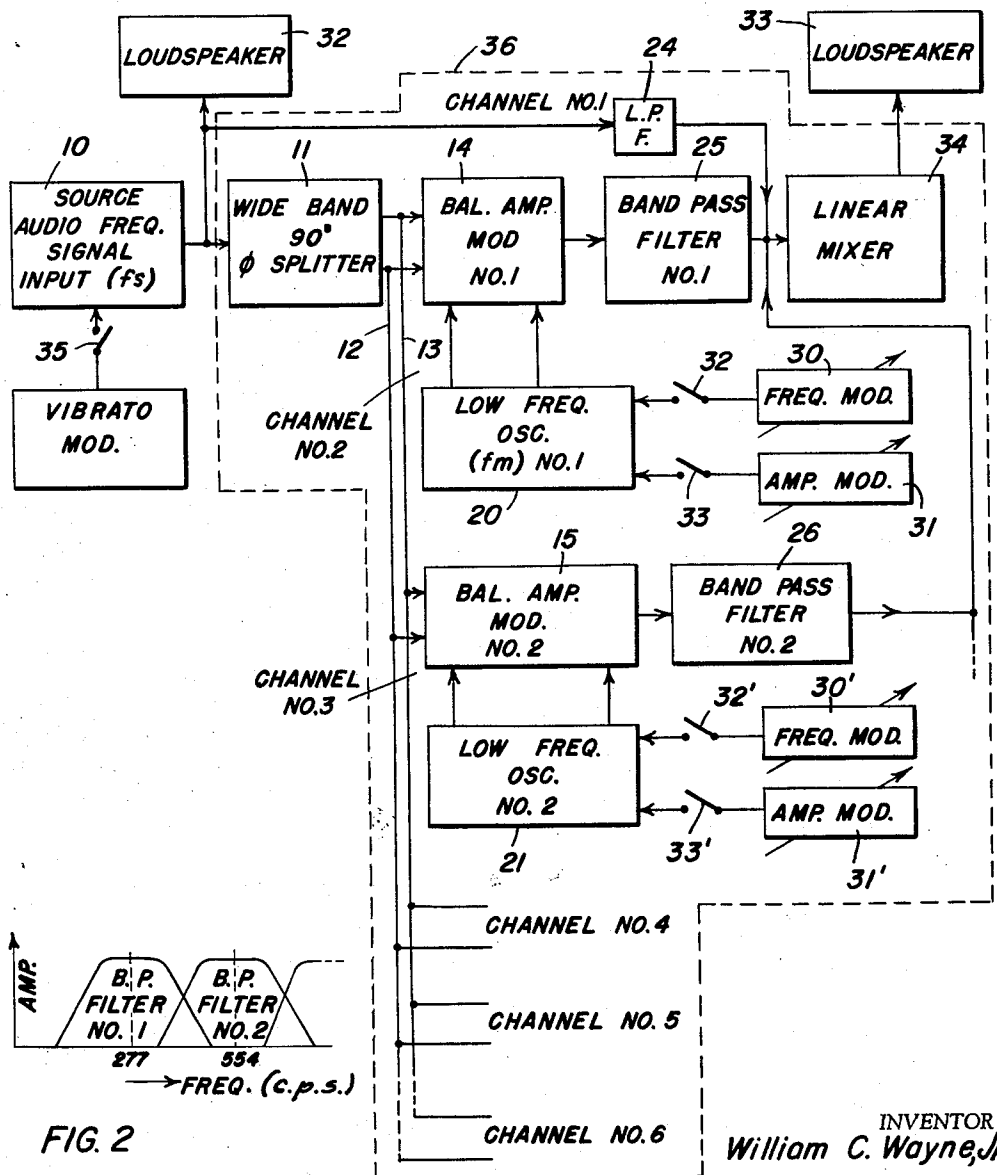 32
LOUDSPEAKER
33
LOUDSPEAKER
36
24
CHANNEL NO.1
L.P.
F.
10
SOURCE
AUDIO FREQ.
SIGNAL
INPUT (fs)
11
WIDE BAND
90°
φ SPLITTER
14
BAL. AMP.
MOD
NO.1
25
BAND PASS
FILTER
NO.1
34
LINEAR
MIXER
35
VIBRATO
MOD.
12
13
CHANNEL
NO.2
LOW FREQ.
OSC.
(fm) NO.1
20
32
30
FREQ. MOD.
33
AMP. MOD.
31
15
BAL. AMP.
MOD.
NO.2
26
BAND PASS
FILTER
NO.2
CHANNEL
NO.3
LOW FREQ.
OSC.
NO. 2
21
32'
30'
FREQ. MOD.
33'
AMP. MOD.
31'
CHANNEL NO.4
CHANNEL NO.5
CHANNEL NO.6
AMP.
B.P.
FILTER
NO. 1
B.P.
FILTER
NO.2
277
554
FREQ. (c.p.s.)
FIG. 2
INVENTOR
William C. Wayne, J